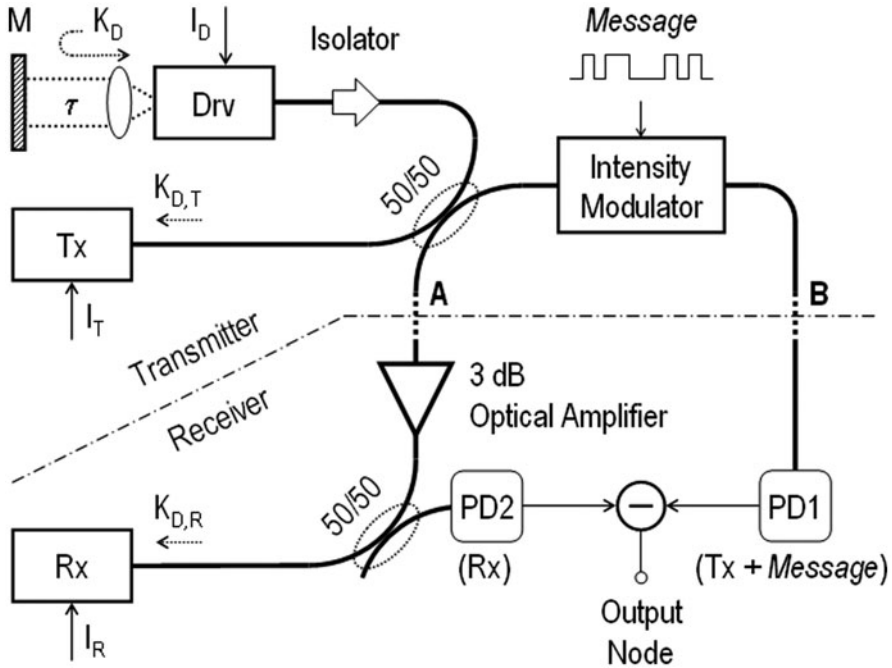 M
K_D
I_D
Isolator
Message
τ
Drv
50/50
Intensity
Modulator
K_D,T
Tx
I_T
A
B
Transmitter
Receiver
3 dB
Optical Amplifier
50/50
K_D,R
PD2
−
PD1
Rx
(Rx)
(Tx + Message)
I_R
Output
Node